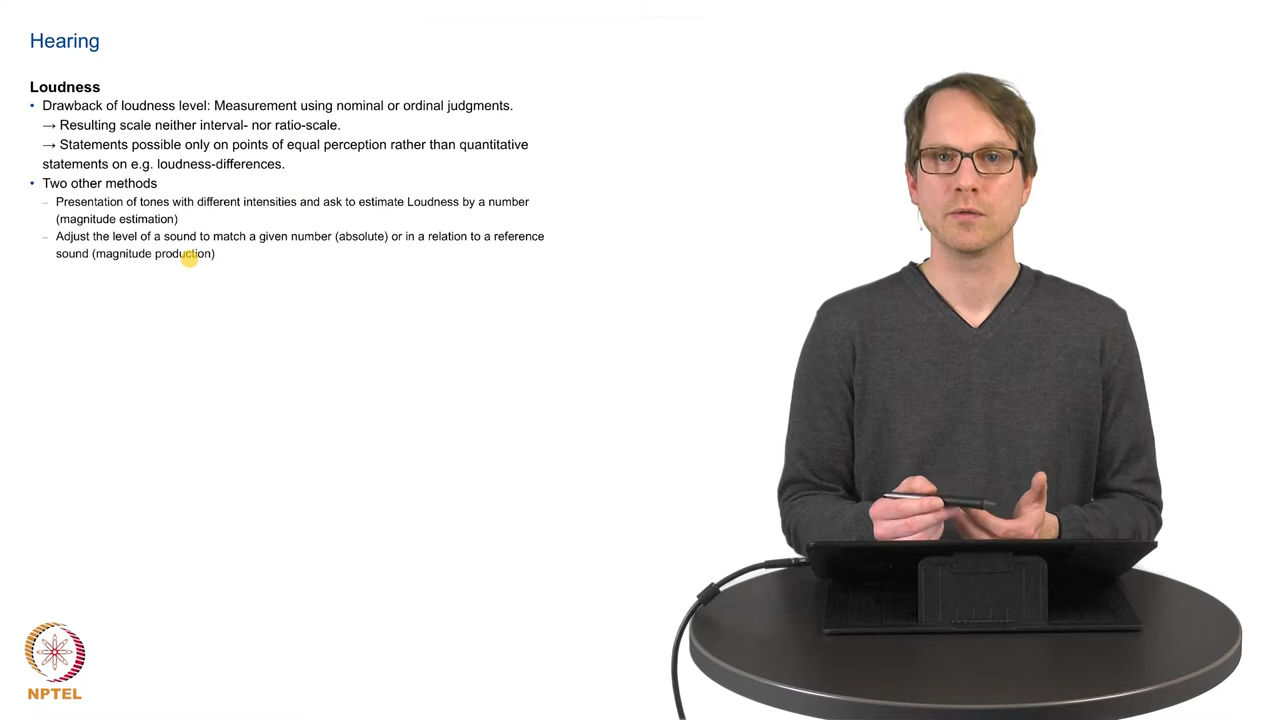 Hearing
Loudness
• Drawback of loudness level: Measurement using nominal or ordinal judgments.
→ Resulting scale neither interval- nor ratio-scale.
→ Statements possible only on points of equal perception rather than quantitative
statements on e.g. loudness-differences.
• Two other methods
– Presentation of tones with different intensities and ask to estimate Loudness by a number
(magnitude estimation)
– Adjust the level of a sound to match a given number (absolute) or in a relation to a reference
sound (magnitude production)
NPTEL